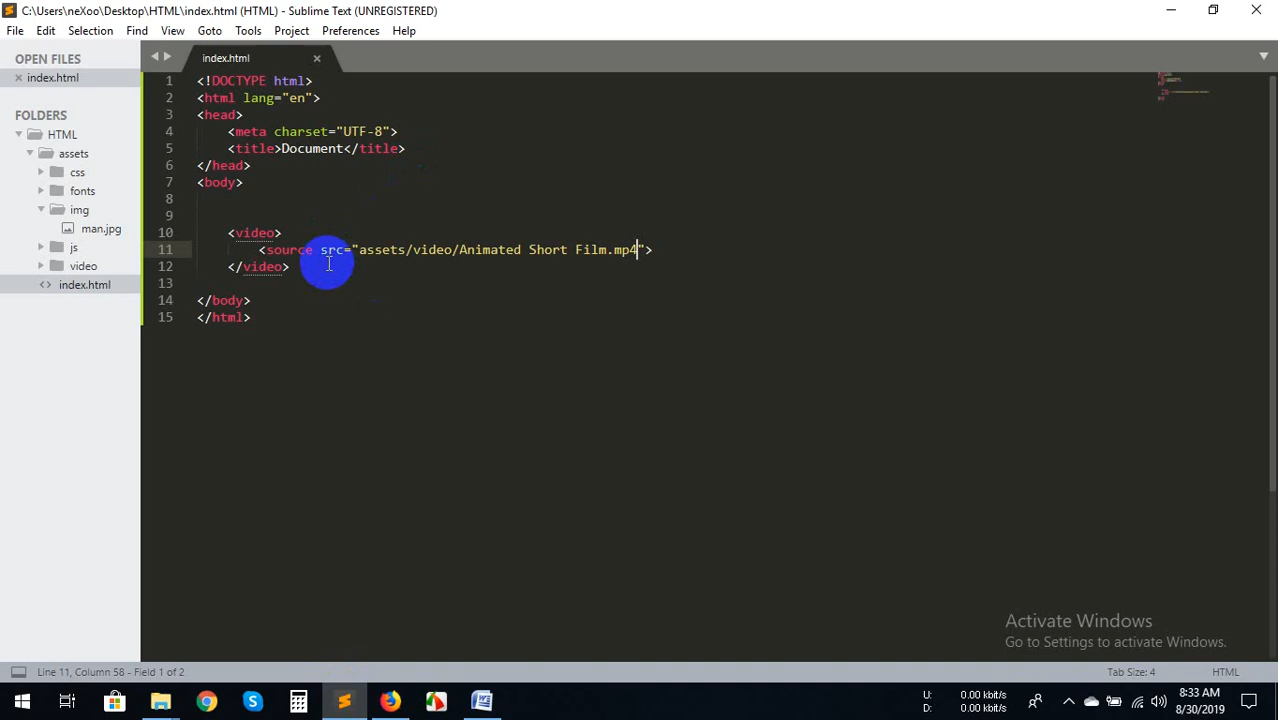 C:\Users\neXoo\Desktop\HTML\index.html (HTML) - Sublime Text (UNREGISTERED)
File Edit Selection Find View Goto Tools Project Preferences Help
OPEN FILES
index.html
FOLDERS
HTML
assets
css
fonts
img
man.jpg
js
video
index.html
index.html
1 <!DOCTYPE html>
2 <html lang="en">
3 <head>
4 <meta charset="UTF-8">
5 <title>Document</title>
6 </head>
7 <body>
8
9
10 <video>
11 <source src="assets/video/Animated Short Film.mp4">
12 </video>
13
14 </body>
15 </html>
Activate Windows
Go to Settings to activate Windows.
Line 11, Column 58 - Field 1 of 2 Tab Size: 4 HTML
U: 0.00 kbit/s
D: 0.00 kbit/s
8:33 AM
8/30/2019